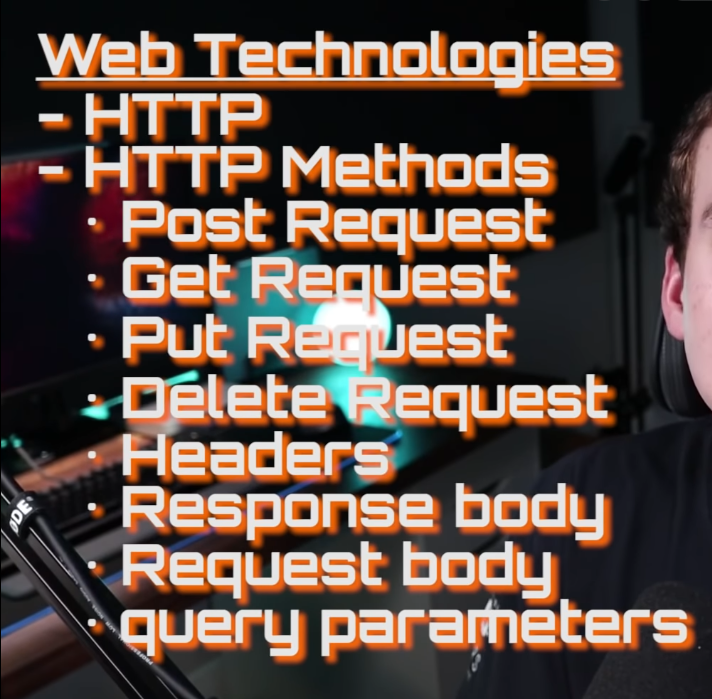 Web Technologies
- HTTP
- HTTP Methods
· Post Request
· Get Request
· Put Request
· Delete Request
· Headers
· Response body
· Request body
· query parameters